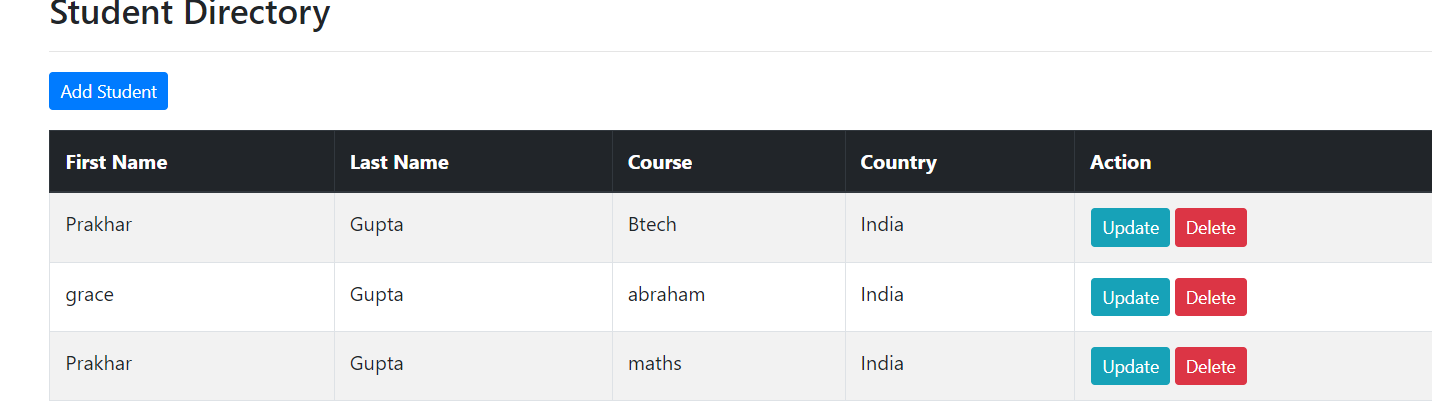 Student Directory
Add Student
First Name Last Name Course Country Action
Prakhar Gupta Btech India Update Delete
grace Gupta abraham India Update Delete
Prakhar Gupta maths India Update Delete